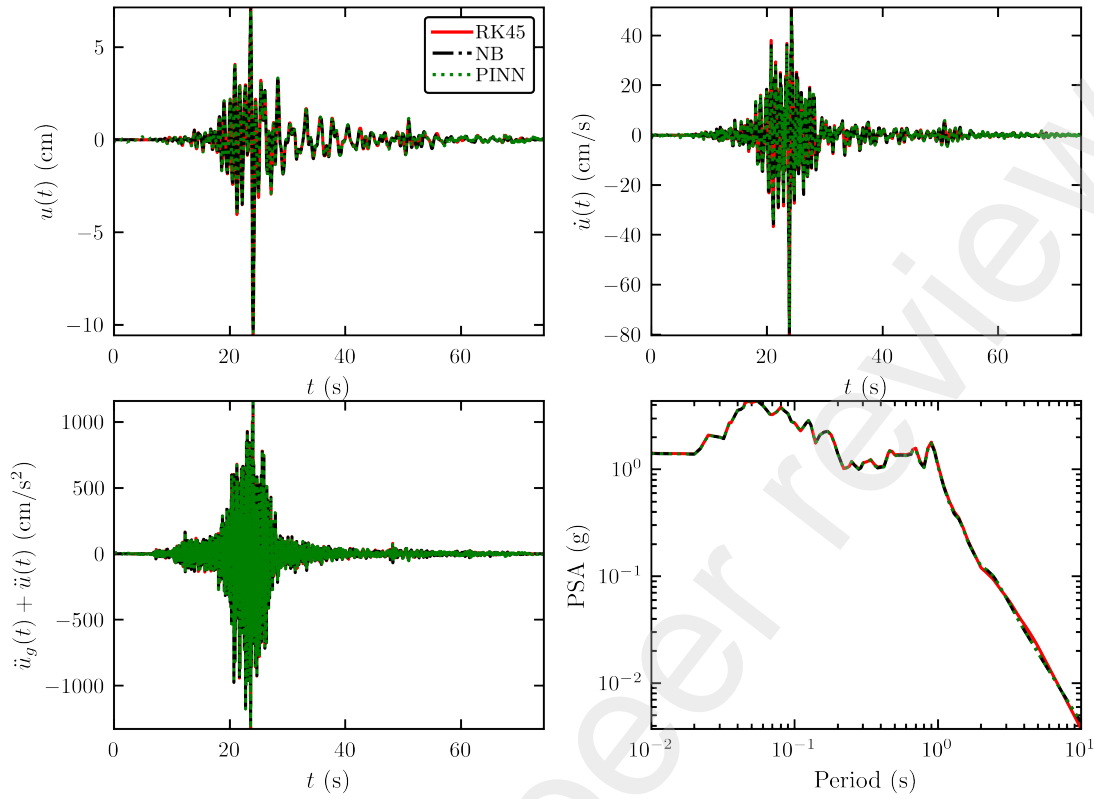 5
0
−5
−10
0
20
40
60
u(t) (cm)
t (s)
RK45
NB
PINN
40
20
0
−20
−40
−60
−80
0
20
40
60
u̇(t) (cm/s)
t (s)
1000
500
0
−500
−1000
0
20
40
60
ü_g(t) + ü(t) (cm/s²)
t (s)
10⁰
10⁻¹
10⁻²
10⁻²
10⁻¹
10⁰
10¹
PSA (g)
Period (s)
peer review